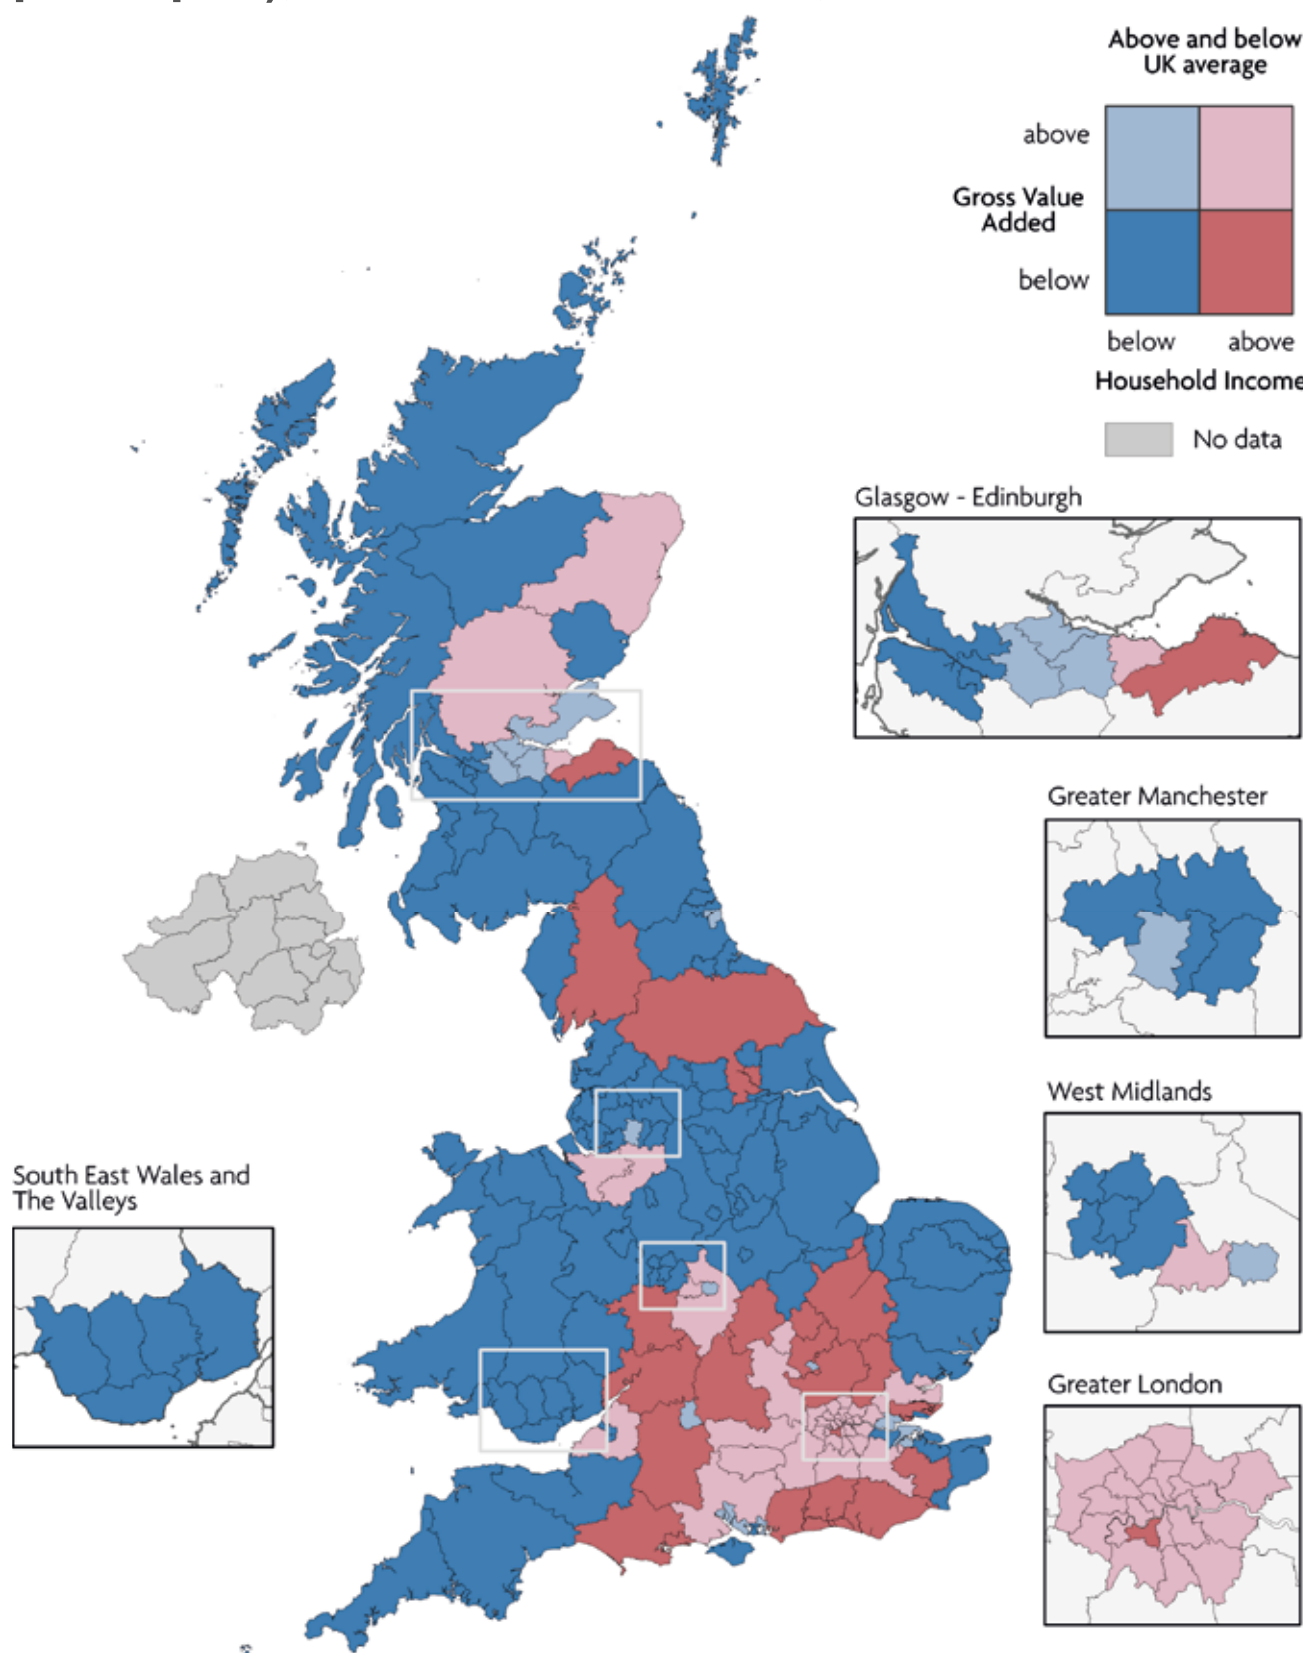 Above and below
UK average
above
Gross Value
Added
below
below above
Household Income
No data
Glasgow - Edinburgh
Greater Manchester
West Midlands
South East Wales and
The Valleys
Greater London